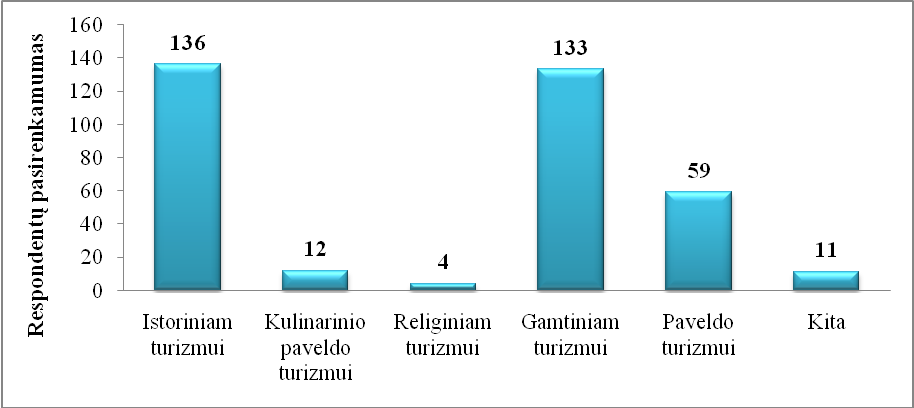 Respondentų pasirenkamumas
160
140
120
100
80
60
40
20
0
136
12
4
133
59
11
Istoriniam
turizmui
Kulinarinio
paveldo
turizmui
Religiniam
turizmui
Gamtiniam
turizmui
Paveldo
turizmui
Kita